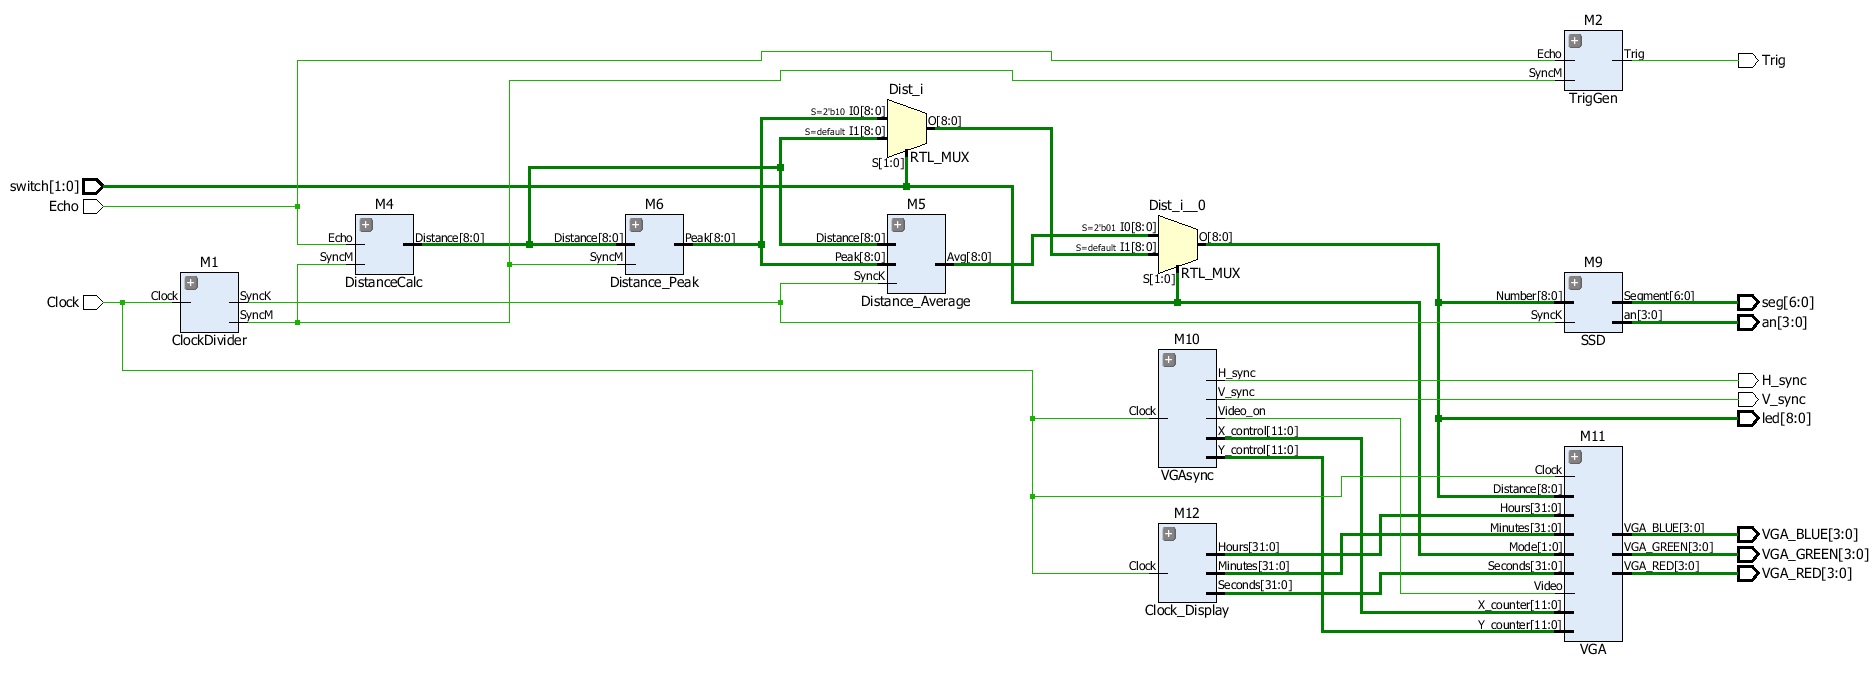 M2
Echo
Trig
Trig
SyncM
TrigGen
Dist_i
S=2'b10 I0[8:0]
O[8:0]
S=default I1[8:0]
S[1:0]
RTL_MUX
switch[1:0]
Echo
M4
Echo
Distance[8:0]
SyncM
DistanceCalc
M6
Distance[8:0]
Peak[8:0]
SyncM
Distance_Peak
M5
Distance[8:0]
Peak[8:0]
Avg[8:0]
SyncK
Distance_Average
Dist_i__0
S=2'b01 I0[8:0]
O[8:0]
S=default I1[8:0]
S[1:0]
RTL_MUX
M1
Clock
Clock
SyncK
SyncM
ClockDivider
M9
Number[8:0]
Segment[6:0]
seg[6:0]
SyncK
an[3:0]
an[3:0]
SSD
M10
H_sync
H_sync
V_sync
V_sync
Clock
Video_on
led[8:0]
X_control[11:0]
Y_control[11:0]
VGAsync
M12
Hours[31:0]
Clock
Minutes[31:0]
Seconds[31:0]
Clock_Display
M11
Clock
Distance[8:0]
Hours[31:0]
Minutes[31:0]
VGA_BLUE[3:0]
VGA_BLUE[3:0]
Mode[1:0]
VGA_GREEN[3:0]
VGA_GREEN[3:0]
Seconds[31:0]
VGA_RED[3:0]
VGA_RED[3:0]
Video
X_counter[11:0]
Y_counter[11:0]
VGA